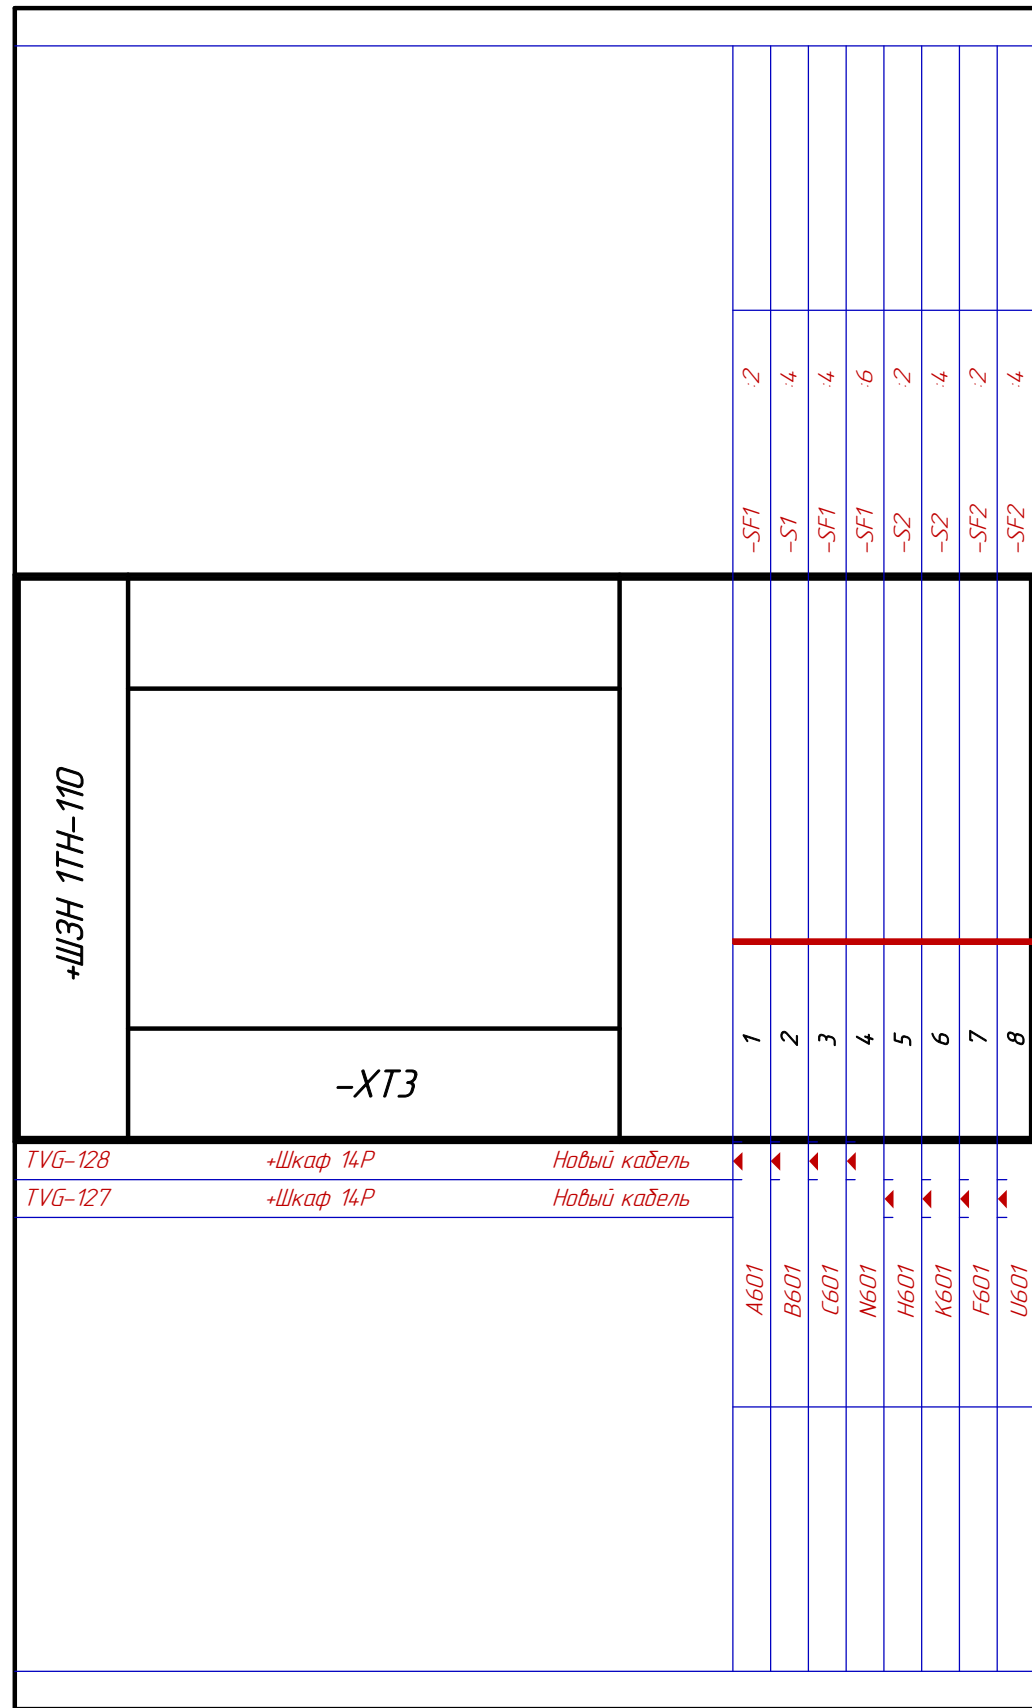 :2 :4 :4 :6 :2 :4 :2 :4
-SF1 -S1 -SF1 -SF1 -S2 -S2 -SF2 -SF2
+ШЗН 1ТН-110
1 2 3 4 5 6 7 8
-XT3
TVG-128 +Шкаф 14Р Новый кабель
TVG-127 +Шкаф 14Р Новый кабель
A601 B601 C601 N601 H601 K601 F601 U601